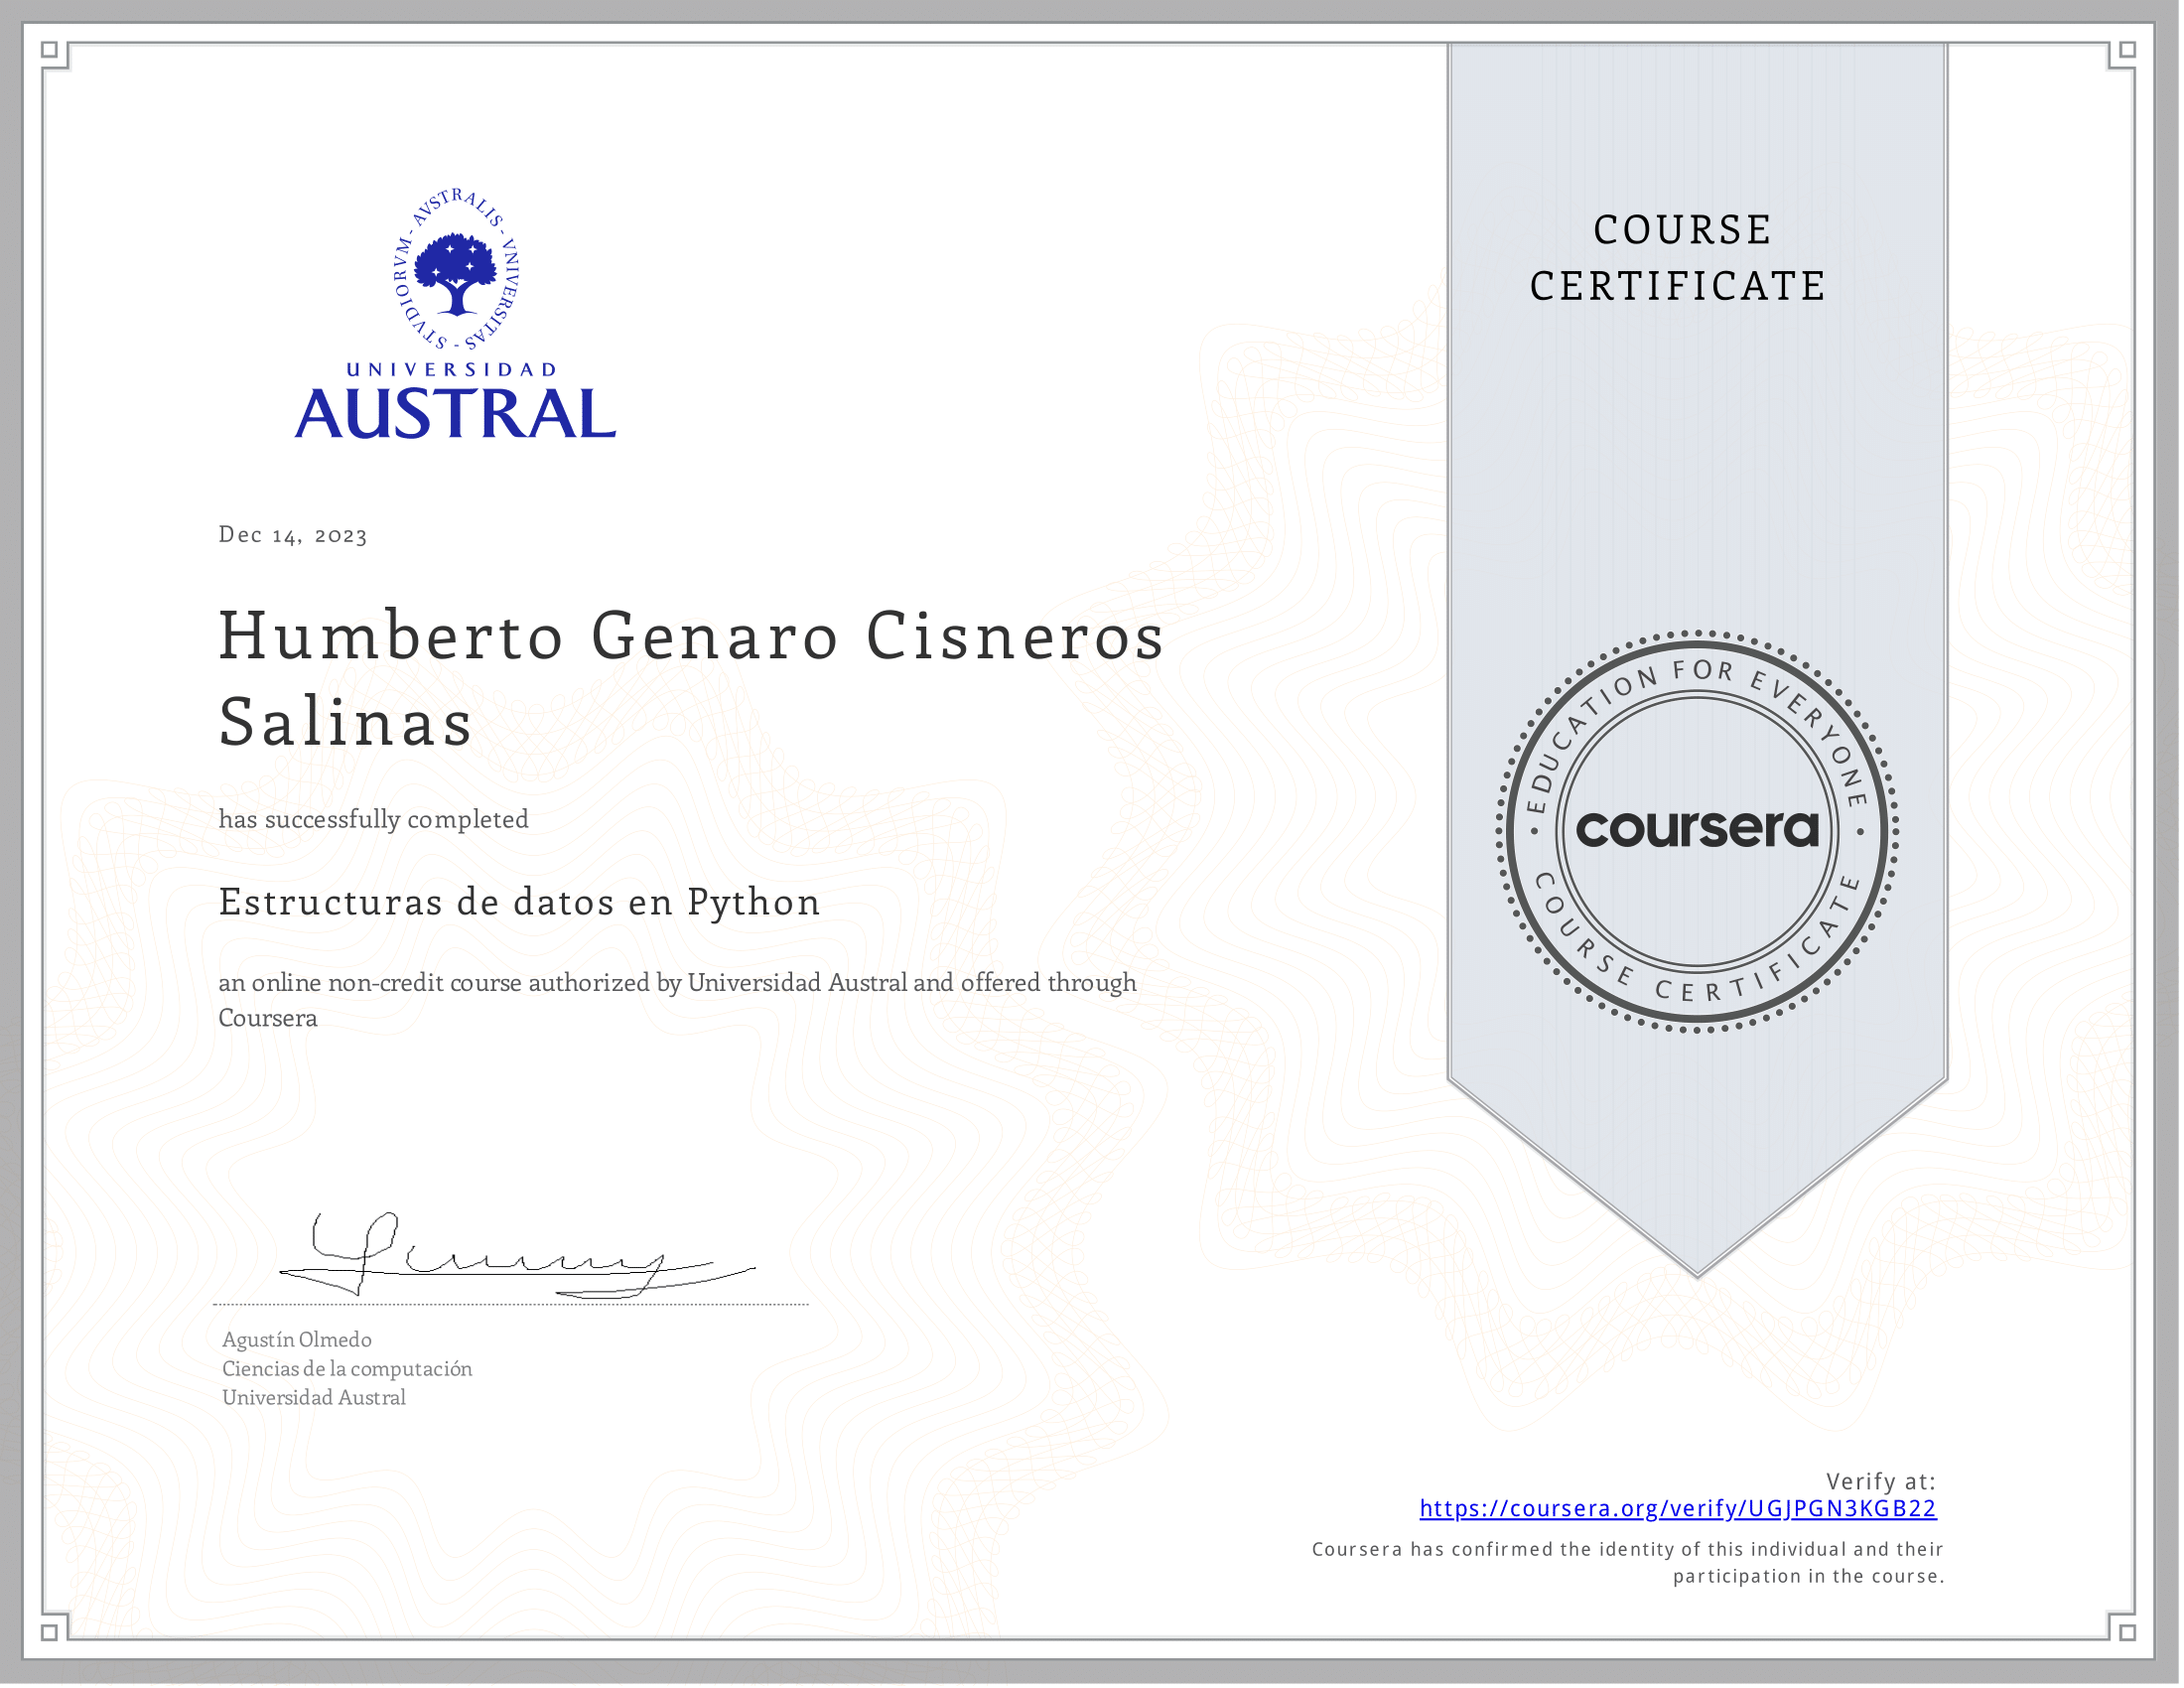 STVDIORVM - AVSTRALIS - VNIVERSITAS -
UNIVERSIDAD
AUSTRAL
COURSE
CERTIFICATE
Dec 14, 2023
Humberto Genaro Cisneros
Salinas
has successfully completed
Estructuras de datos en Python
an online non-credit course authorized by Universidad Austral and offered through
Coursera
• EDUCATION FOR EVERYONE •
coursera
COURSE CERTIFICATE
Agustín Olmedo
Ciencias de la computación
Universidad Austral
Verify at:
https://coursera.org/verify/UGJPGN3KGB22
Coursera has confirmed the identity of this individual and their
participation in the course.